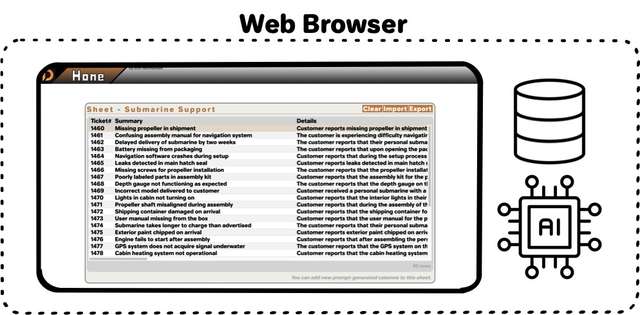 Web Browser
Home
Sheet - Submarine Support Clear Import Export
Ticket# Summary Details
1460 Missing propeller in shipment Customer reports missing propeller in shipment
1461 Confusing assembly manual for navigation system The customer is experiencing difficulty navigatin
1462 Delayed delivery of submarine by two weeks The customer reports that their personal subma
1463 Battery missing from packaging The customer reports that upon opening the pac
1464 Navigation software crashes during setup Customer reports that during the setup process
1465 Leaks detected in main hatch seal Customer reports leaks detected in main hatch
1466 Missing screws for propeller installation The customer reports that the propeller installat
1467 Poorly labeled parts in assembly kit Customer reports that the assembly kit for the p
1468 Depth gauge not functioning as expected The customer reports that the depth gauge on t
1469 Incorrect model delivered to customer Customer received a personal submarine with a
1470 Lights in cabin not turning on Customer reports that the interior lights in their
1471 Propeller shaft misaligned during assembly Customer reports that during the assembly of t
1472 Shipping container damaged on arrival Customer reports that the shipping container fo
1473 User manual missing from the box Customer reports that the user manual for the p
1474 Submarine takes longer to charge than advertised The customer reports that their personal subma
1475 Exterior paint chipped on arrival Customer reports exterior paint chipped on arriv
1476 Engine fails to start after assembly Customer reports that after assembling the per
1477 GPS system does not acquire signal underwater The customer reports that the GPS system on th
1478 Cabin heating system not operational Customer reports that the cabin heating system
You can add new prompt-generated columns to this sheet.
AI